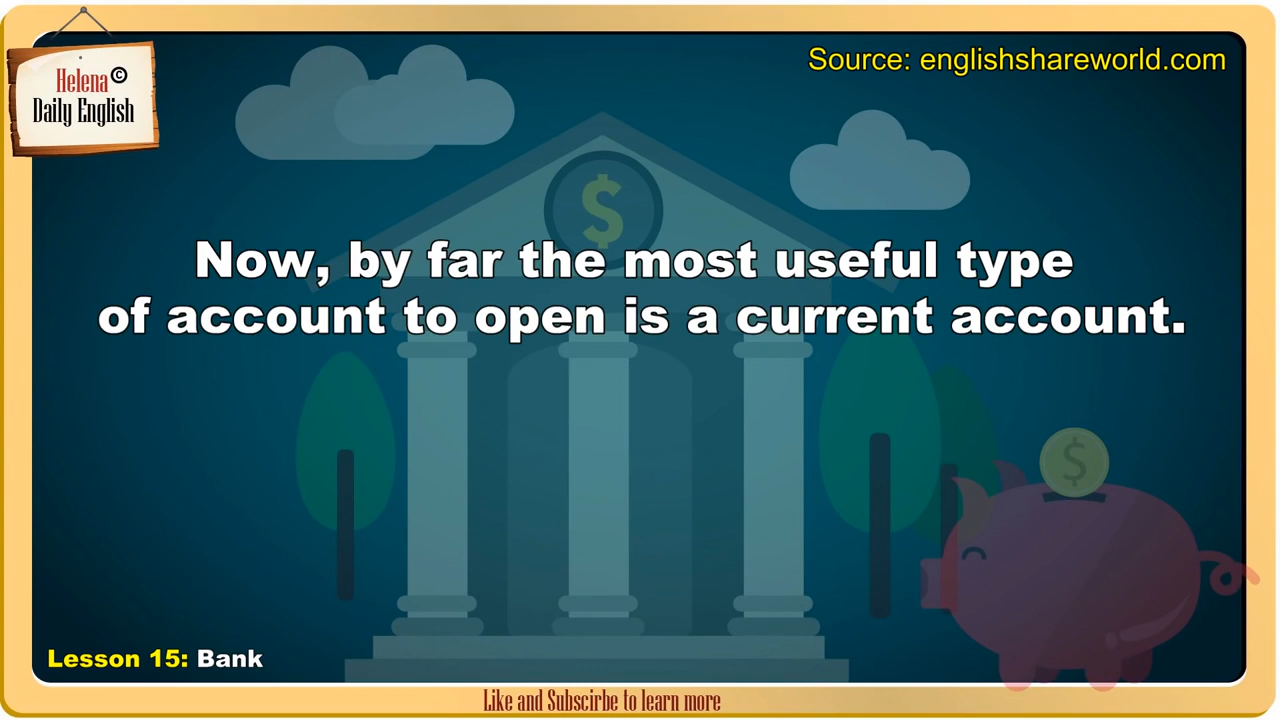 Helena ©
Daily English
Source: englishshareworld.com
$
Now, by far the most useful type
of account to open is a current account.
$
Lesson 15: Bank
Like and Subscirbe to learn more